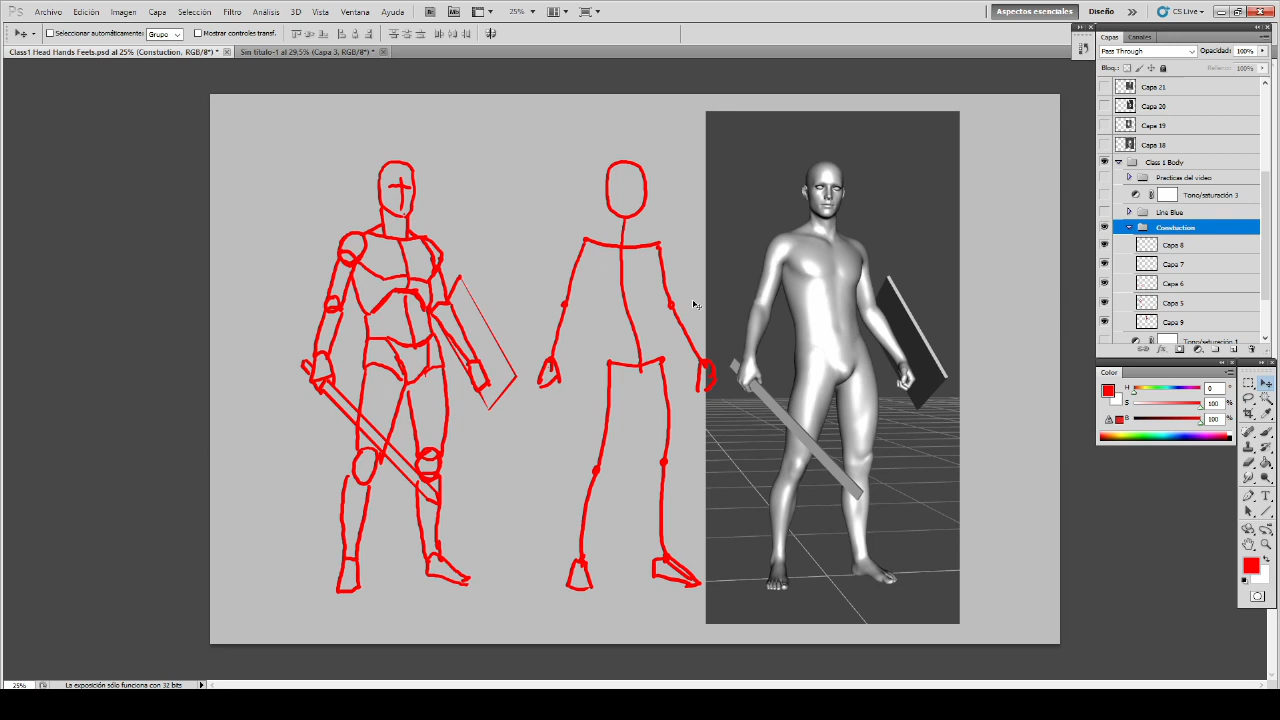 Ps Archivo Edición Imagen Capa Selección Filtro Análisis 3D Vista Ventana Ayuda Br Mb 25% Aspectos esenciales Diseño CS Live
Seleccionar automáticamente: Grupo Mostrar controles transf.
Class1 Head Hands Feets.psd al 25% (Constuction, RGB/8*) * Sin título-1 al 29,5% (Capa 3, RGB/8*) *
Capas Canales
Pass Through Opacidad: 100%
Bloq.: Relleno: 100%
Capa 21
Capa 20
Capa 19
Capa 18
Class 1 Body
Practicas del video
Tono/saturación 3
Line Blue
Constuction
Capa 8
Capa 7
Capa 6
Capa 5
Capa 9
Tono/saturación 1
Color
H 0 °
S 100 %
B 100 %
25% La exposición sólo funciona con 32 bits